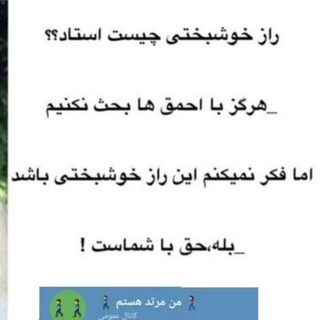 راز خوشبختی چیست استاد؟؟
_هرگز با احمق ها بحث نکنیم
اما فکر نمیکنم این راز خوشبختی باشد
_بله،حق با شماست !
من مرتد هستم
کانال عمومی